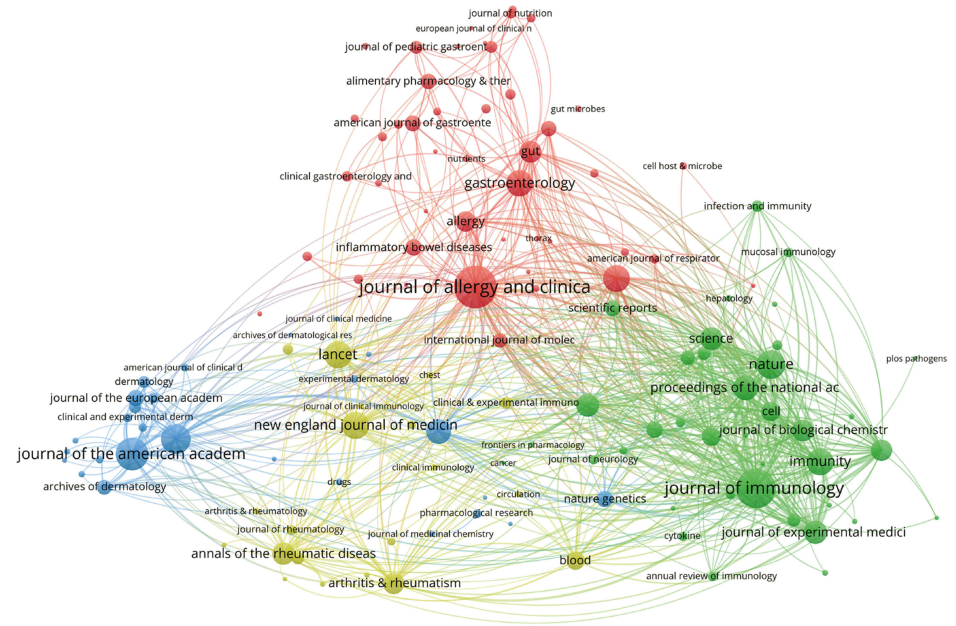 journal of nutrition
european journal of clinical n
journal of pediatric gastroent
alimentary pharmacology & ther
gut microbes
american journal of gastroente
gut
nutrients
cell host & microbe
clinical gastroenterology and
gastroenterology
infection and immunity
allergy
thorax
inflammatory bowel diseases
mucosal immunology
american journal of respirator
journal of allergy and clinica
hepatology
scientific reports
journal of clinical medicine
archives of dermatological res
international journal of molec
science
lancet
plos pathogens
nature
american journal of clinical d
dermatology
experimental dermatology
chest
proceedings of the national ac
journal of the european academ
journal of clinical immunology
clinical & experimental immuno
cell
clinical and experimental derm
new england journal of medicin
journal of biological chemistr
frontiers in pharmacology
journal of the american academ
journal of neurology
cancer
clinical immunology
immunity
drugs
archives of dermatology
journal of immunology
circulation
nature genetics
arthritis & rheumatology
pharmacological research
journal of rheumatology
journal of medicinal chemistry
cytokine
journal of experimental medici
annals of the rheumatic diseas
blood
annual review of immunology
arthritis & rheumatism